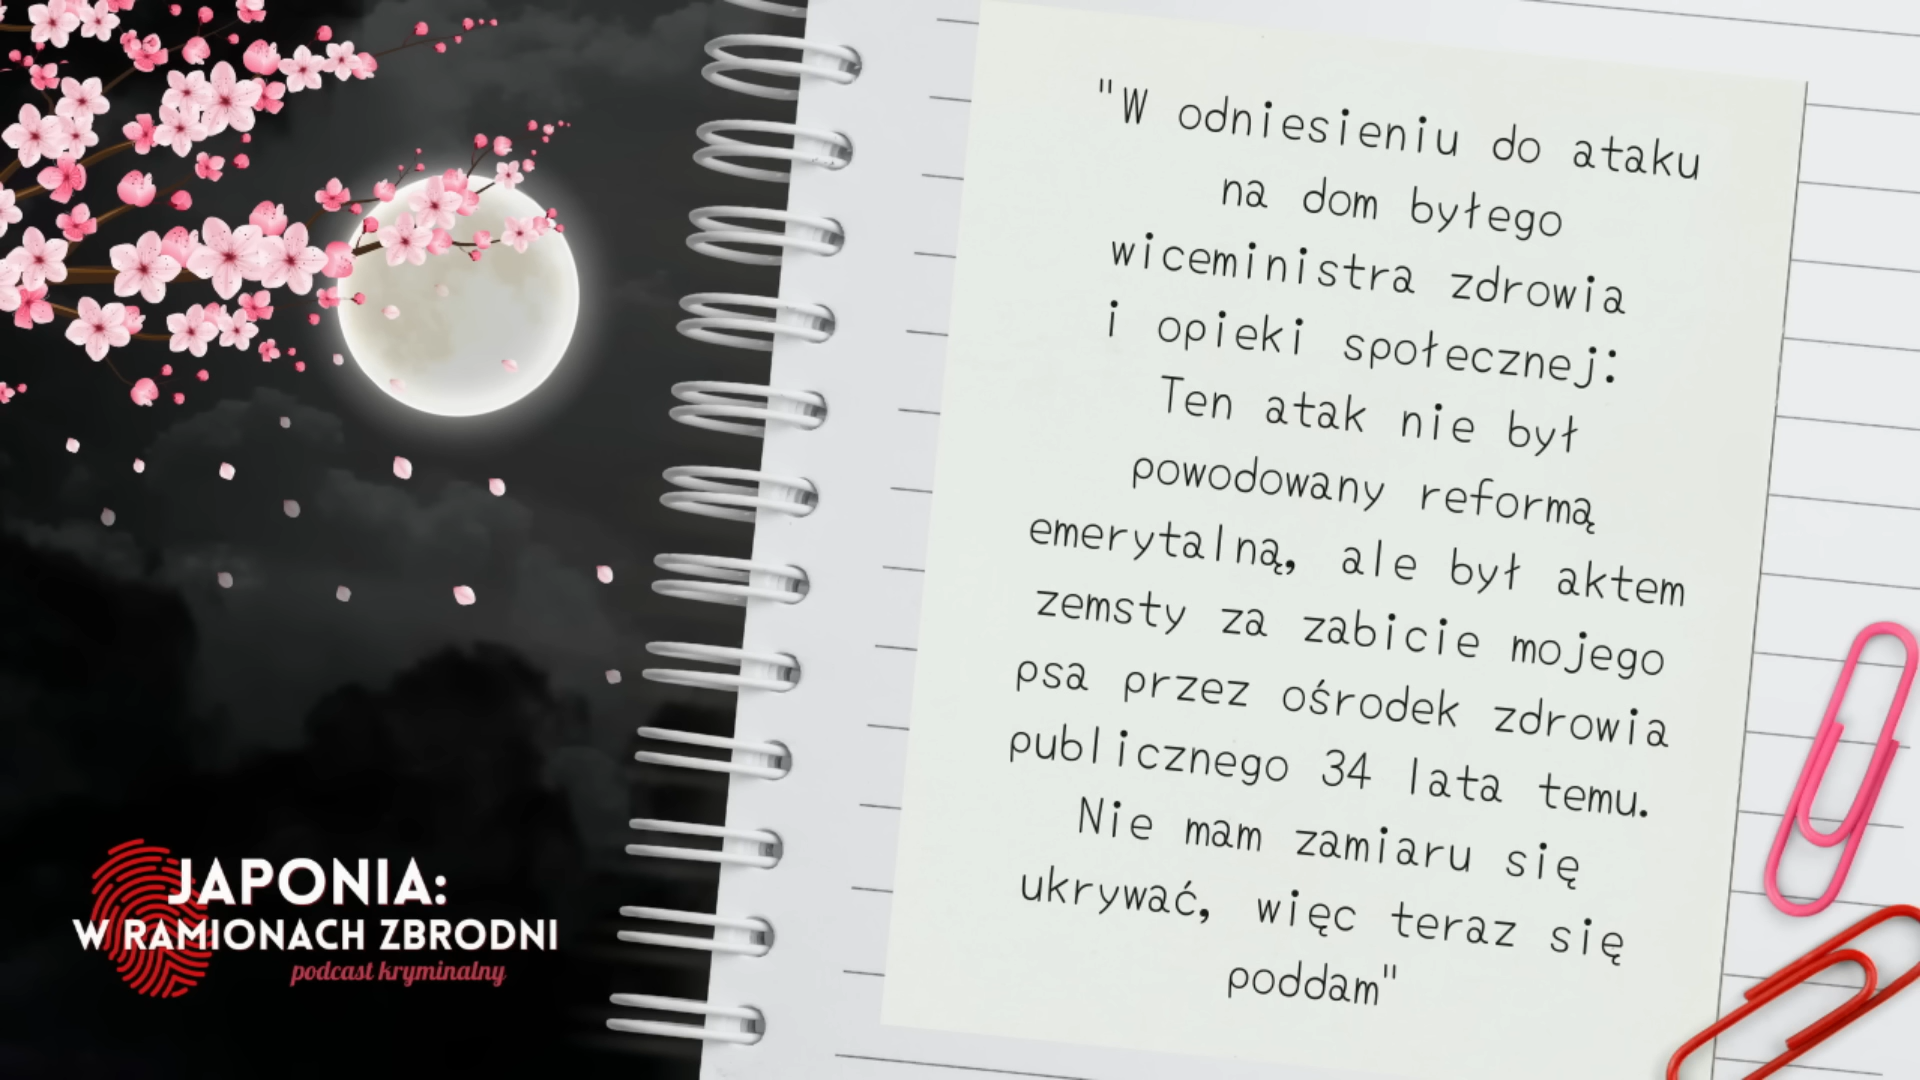 "W odniesieniu do ataku
na dom byłego
wiceministra zdrowia
i opieki społecznej:
Ten atak nie był
powodowany reformą
emerytalną, ale był aktem
zemsty za zabicie mojego
psa przez ośrodek zdrowia
publicznego 34 lata temu.
Nie mam zamiaru się
ukrywać, więc teraz się
poddam"
JAPONIA:
W RAMIONACH ZBRODNI
podcast kryminalny